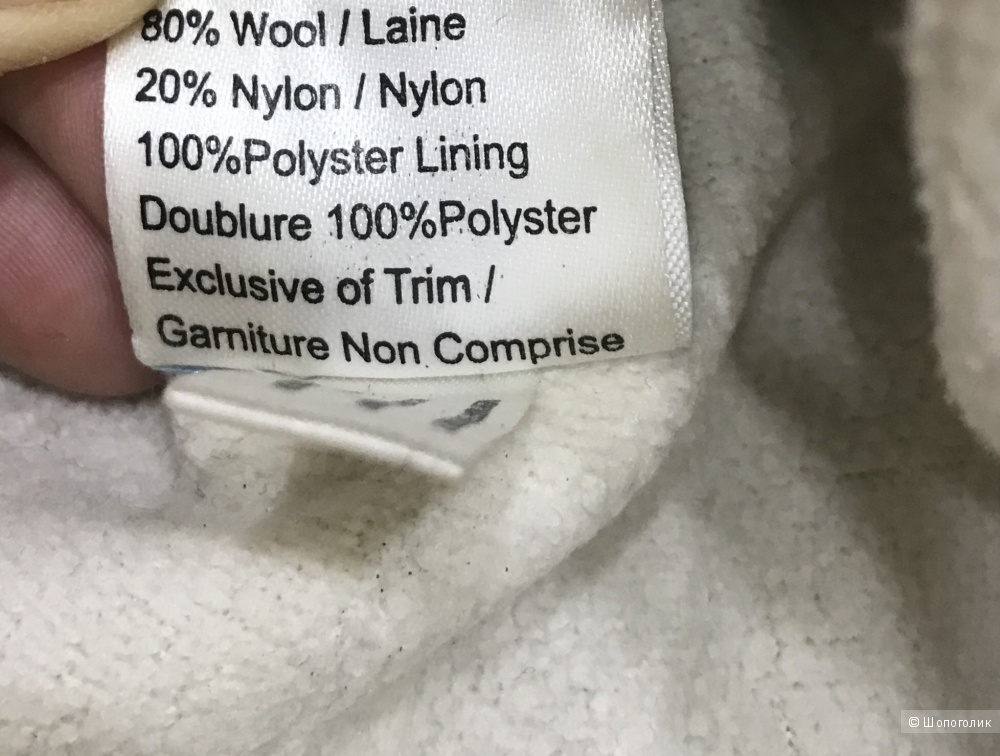 80% Wool / Laine
20% Nylon / Nylon
100%Polyster Lining
Doublure 100%Polyster
Exclusive of Trim /
Garniture Non Comprise
© Шопоголик